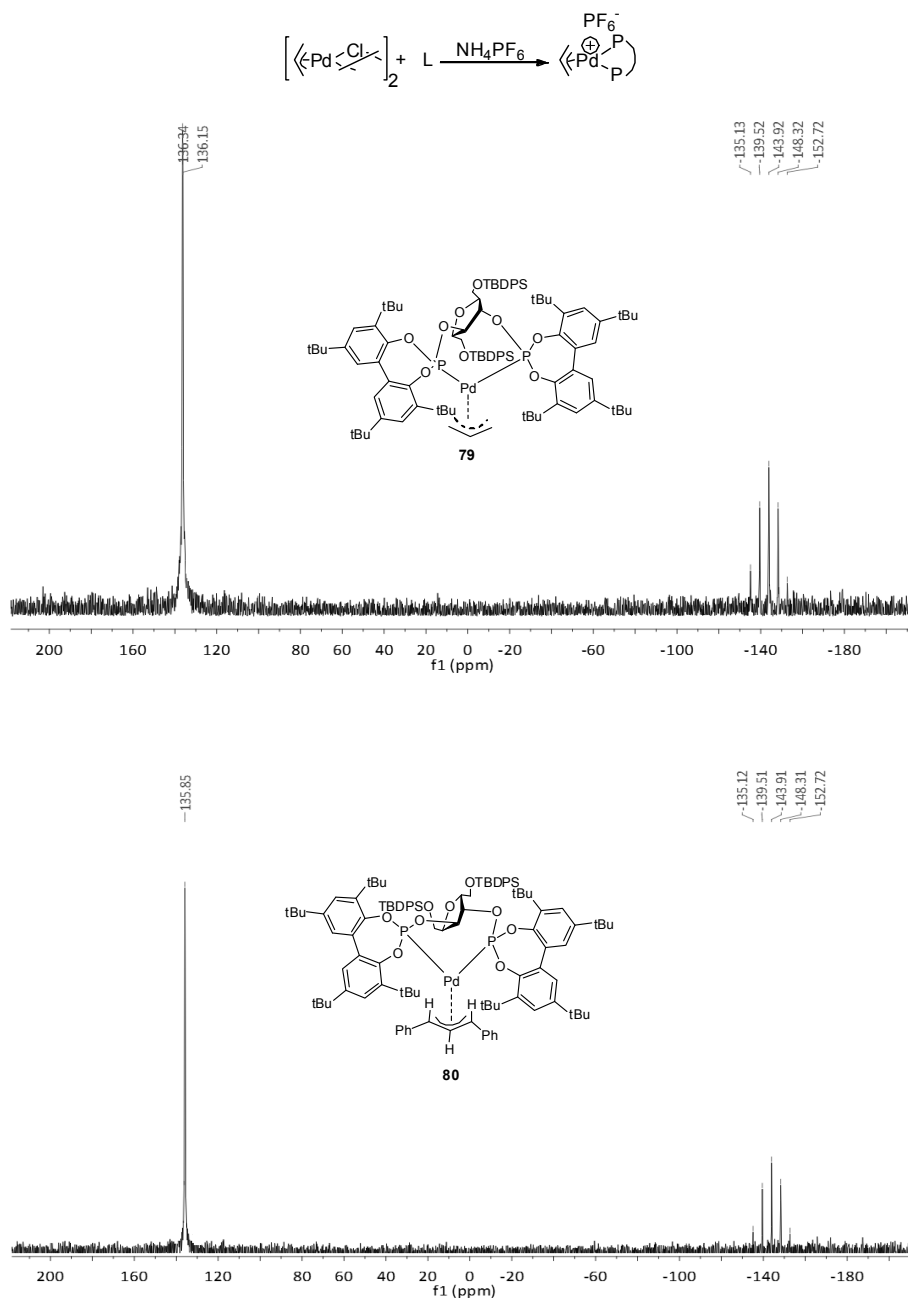 PF6-
[Pd Cl]2 + L NH4PF6 Pd ⊕ P P
136.34
136.15
-135.13
-139.52
-143.92
-148.32
-152.72
OTBDPS
tBu O O tBu
tBu O O tBu
OTBDPS
O P P O
Pd
tBu tBu tBu tBu
79
200 160 120 80 60 40 20 0 -20 -60 -100 -140 -180
f1 (ppm)
135.85
-135.12
-139.51
-143.91
-148.31
-152.72
OTBDPS
tBu TBDPSO O O tBu
tBu O O P P O tBu
O O
Pd
tBu tBu H H tBu tBu
Ph Ph
H
80
200 160 120 80 60 40 20 0 -20 -60 -100 -140 -180
f1 (ppm)